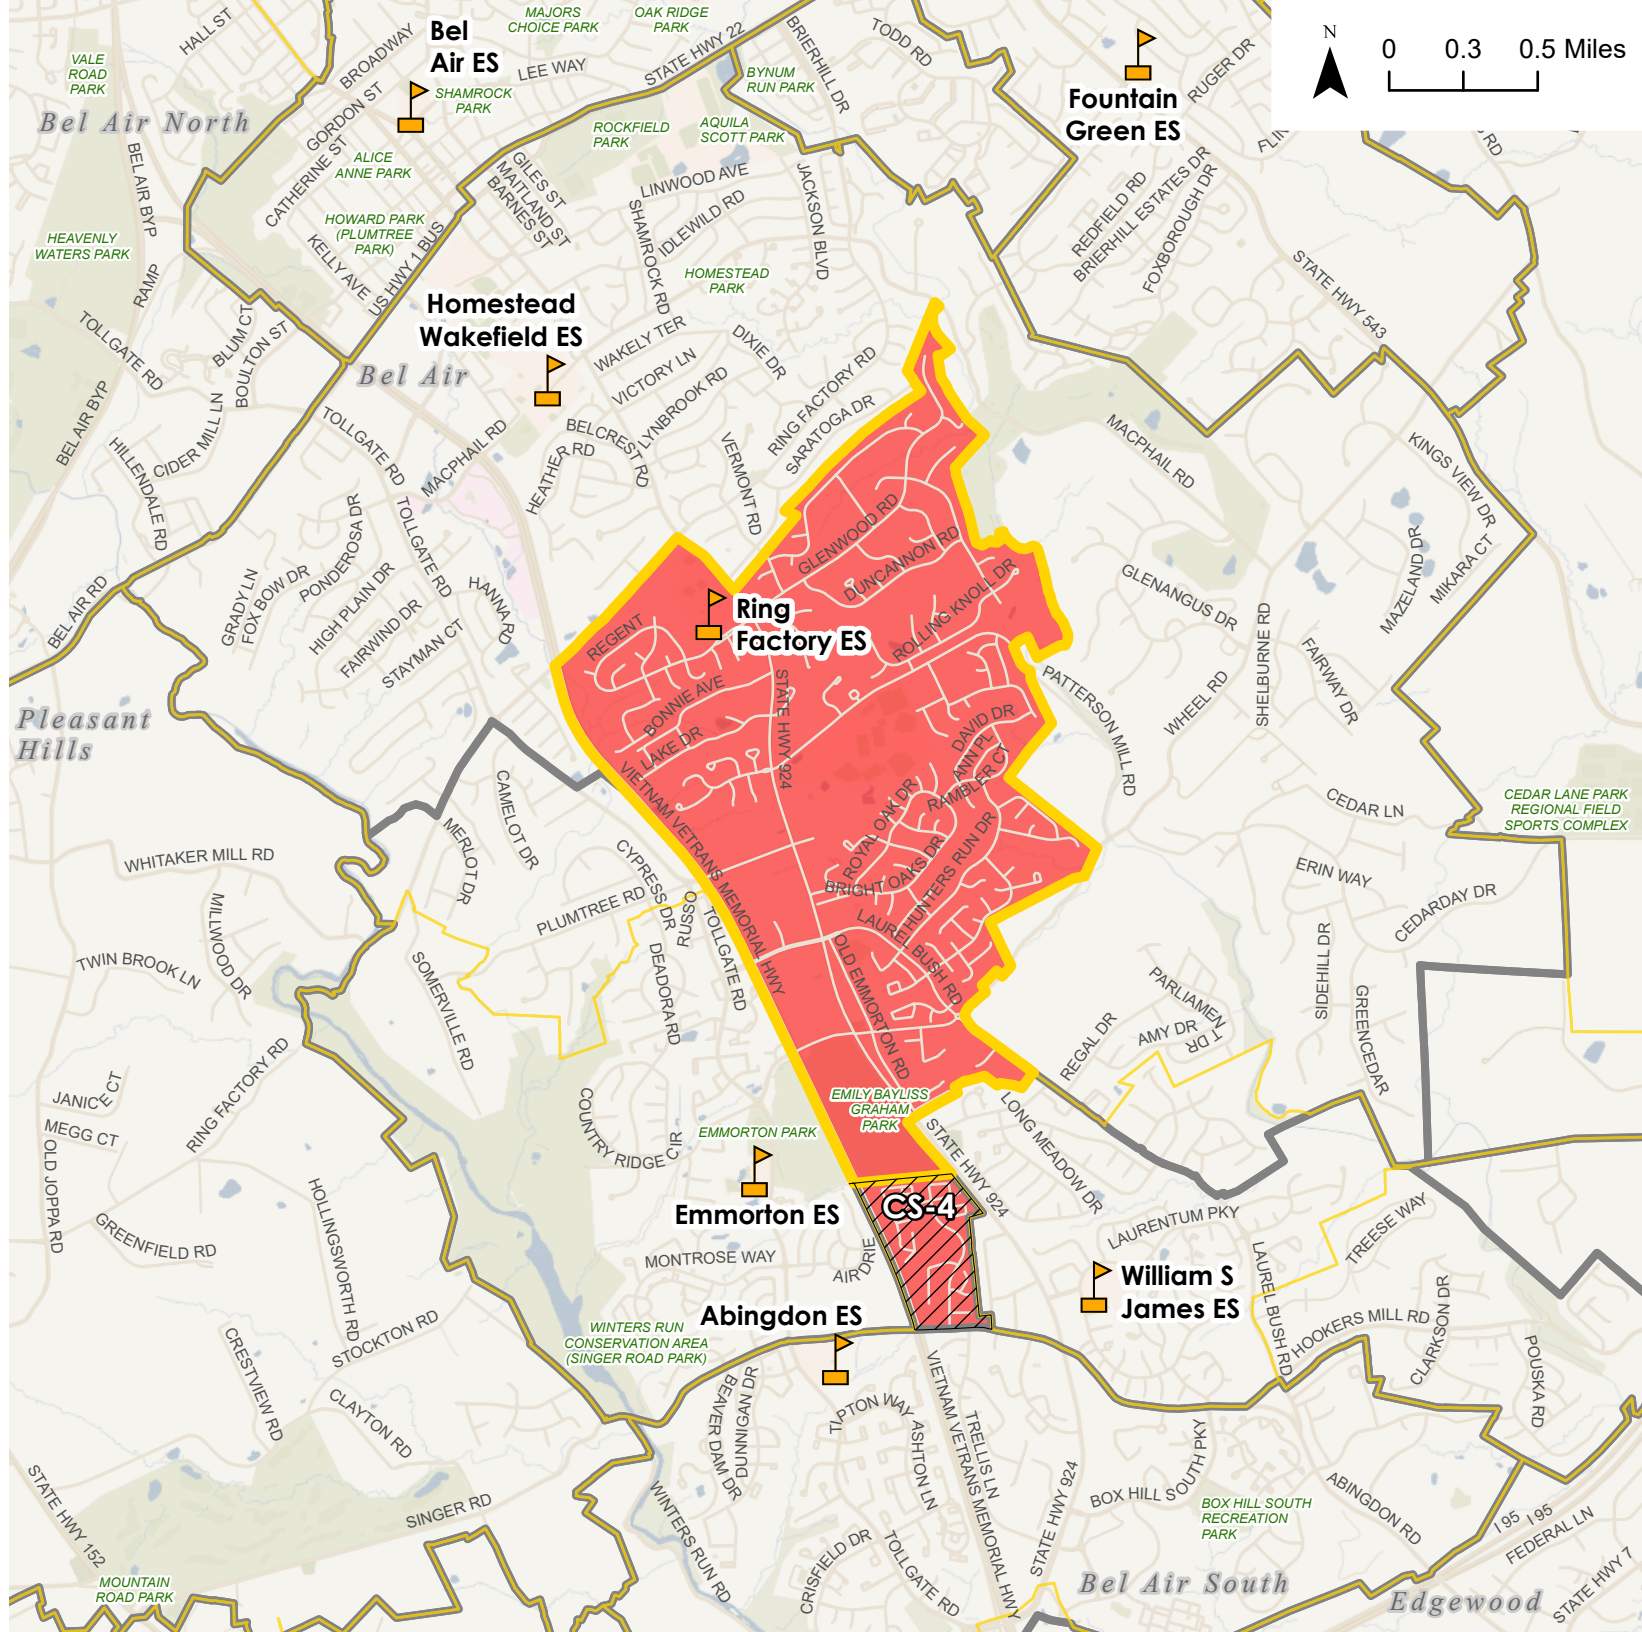 HALL ST
BROADWAY
Bel
Air ES
MAJORS
CHOICE PARK
OAK RIDGE
PARK
STATE HWY 22
BRIERHILL DR
TODD RD
Fountain
Green ES
RUGER DR
N
0 0.3 0.5 Miles
VALE
ROAD
PARK
LEE WAY
SHAMROCK
PARK
BYNUM
RUN PARK
Bel Air North
GORDON ST
CATHERINE ST
ALICE
ANNE PARK
ROCKFIELD
PARK
AQUILA
SCOTT PARK
GILES ST
MAITLAND ST
BARNES ST
LINWOOD AVE
JACKSON BLVD
REDFIELD RD
BRIERHILL ESTATES DR
FOXBOROUGH DR
FLIN
RD
BEL AIR BYP
HOWARD PARK
(PLUMTREE
PARK)
KELLY AVE
US HWY 1 BUS
SHAMROCK RD
IDLEWILD RD
HEAVENLY
WATERS PARK
RAMP
HOMESTEAD
PARK
STATE HWY 543
TOLLGATE RD
BLUM CT
BOULTON ST
Homestead
Wakefield ES
Bel Air
WAKELY TER
VICTORY LN
LYNBROOK RD
DIXIE DR
RING FACTORY RD
SARATOGA DR
BEL AIR BYP
HILLENDALE RD
CIDER MILL LN
TOLLGATE RD
MACPHAIL RD
HEATHER RD
BELCREST RD
VERMONT RD
MACPHAIL RD
KINGS VIEW DR
PONDEROSA DR
TOLLGATE RD
GLENWOOD RD
DUNCANNON RD
ROLLING KNOLL DR
MAZELAND DR
MIKARA CT
BEL AIR RD
GRADY LN
FOX BOW DR
HIGH PLAIN DR
FAIRWIND DR
STAYMAN CT
HANNA RD
REGENT
Ring
Factory ES
GLENANGUS DR
SHELBURNE RD
FAIRWAY DR
WHEEL RD
Pleasant
Hills
BONNIE AVE
LAKE DR
STATE HWY 924
DAVID DR
ANN PL
RAMBLER CT
PATTERSON MILL RD
CAMELOT DR
MERLOT DR
VIETNAM VETRANS MEMORIAL HWY
ROYAL OAK DR
BRIGHT OAKS DR
HUNTERS RUN DR
CEDAR LN
CEDAR LANE PARK
REGIONAL FIELD
SPORTS COMPLEX
WHITAKER MILL RD
CYPRESS DR
PLUMTREE RD
RUSSO
TOLLGATE RD
LAUREL BUSH RD
OLD EMMORTON RD
ERIN WAY
CEDARDAY DR
MILLWOOD DR
TWIN BROOK LN
SOMERVILLE RD
DEADORA RD
PARLIAMEN
T DR
SIDEHILL DR
GREENCEDAR
AMY DR
REGAL DR
RING FACTORY RD
JANIC
E CT
MEGG CT
COUNTRY RIDGE CIR
EMILY BAYLISS
GRAHAM
PARK
EMMORTON PARK
STATE HWY 924
LONG MEADOW DR
OLD JOPPA RD
GREENFIELD RD
HOLLINGSWORTH RD
Emmorton ES
CS-4
LAURENTUM PKY
TREESE WAY
MONTROSE WAY
AIRDRIE
William S
James ES
LAUREL BUSH RD
HOOKERS MILL RD
CLARKSON DR
POUSKA RD
Abingdon ES
STOCKTON RD
WINTERS RUN
CONSERVATION AREA
(SINGER ROAD PARK)
CRESTVIEW RD
CLAYTON RD
BEAVER DAM DR
DUNNIGAN DR
TIPTON WAY
ASHTON LN
VIETNAM VETRANS MEMORIAL HWY
TRELLIS LN
STATE HWY 152
SINGER RD
WINTERS RUN RD
CRISFIELD DR
TOLLGATE RD
STATE HWY 924
BOX HILL SOUTH PKY
BOX HILL SOUTH
RECREATION
PARK
ABINGDON RD
I 95 I 95
FEDERAL LN
STATE HWY 7
MOUNTAIN
ROAD PARK
Bel Air South
Edgewood